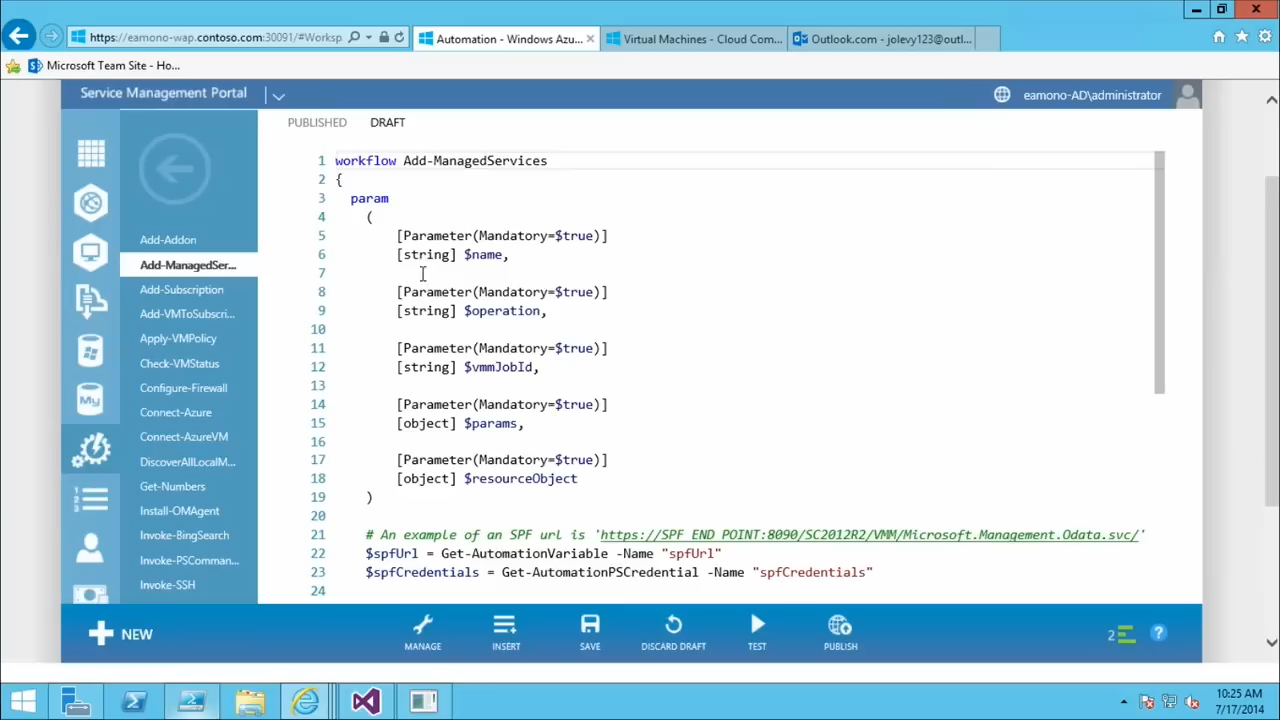 https://eamono-wap.contoso.com:30091/#Worksp
Automation - Windows Azu...
Virtual Machines - Cloud Com...
Outlook.com - jolevy123@outl...
Microsoft Team Site - Ho...
Service Management Portal
eamono-AD\administrator
PUBLISHED DRAFT
Add-Addon
Add-ManagedSer...
Add-Subscription
Add-VMToSubscri...
Apply-VMPolicy
Check-VMStatus
Configure-Firewall
Connect-Azure
Connect-AzureVM
DiscoverAllLocalM...
Get-Numbers
Install-OMAgent
Invoke-BingSearch
Invoke-PSComman...
Invoke-SSH
1 workflow Add-ManagedServices
2 {
3 param
4 (
5 [Parameter(Mandatory=$true)]
6 [string] $name,
7
8 [Parameter(Mandatory=$true)]
9 [string] $operation,
10
11 [Parameter(Mandatory=$true)]
12 [string] $vmmJobId,
13
14 [Parameter(Mandatory=$true)]
15 [object] $params,
16
17 [Parameter(Mandatory=$true)]
18 [object] $resourceObject
19 )
20
21 # An example of an SPF url is 'https://SPF_END_POINT:8090/SC2012R2/VMM/Microsoft.Management.Odata.svc/'
22 $spfUrl = Get-AutomationVariable -Name "spfUrl"
23 $spfCredentials = Get-AutomationPSCredential -Name "spfCredentials"
24
NEW
MANAGE
INSERT
SAVE
DISCARD DRAFT
TEST
PUBLISH
2
?
My
10:25 AM
7/17/2014